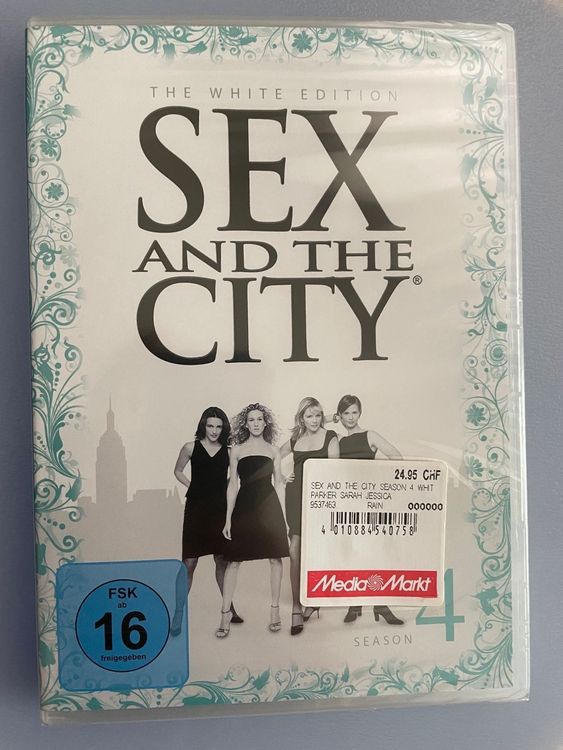 THE WHITE EDITION
SEX
AND THE
CITY®
24.95 CHF
SEX AND THE CITY SEASON 4 WHIT
PARKER SARAH JESSICA
9537463 RAIN 000000
4 010884 540758
Media Markt
FSK
ab
16
freigegeben
SEASON 4